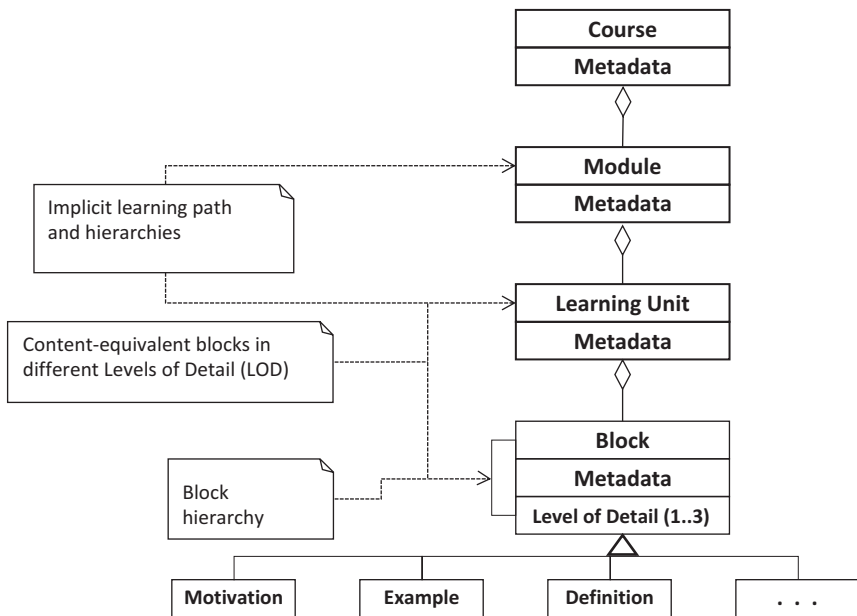 Course
Metadata
Module
Metadata
Implicit learning path
and hierarchies
Learning Unit
Metadata
Content-equivalent blocks in
different Levels of Detail (LOD)
Block
Metadata
Level of Detail (1..3)
Block
hierarchy
Motivation
Example
Definition
. . .